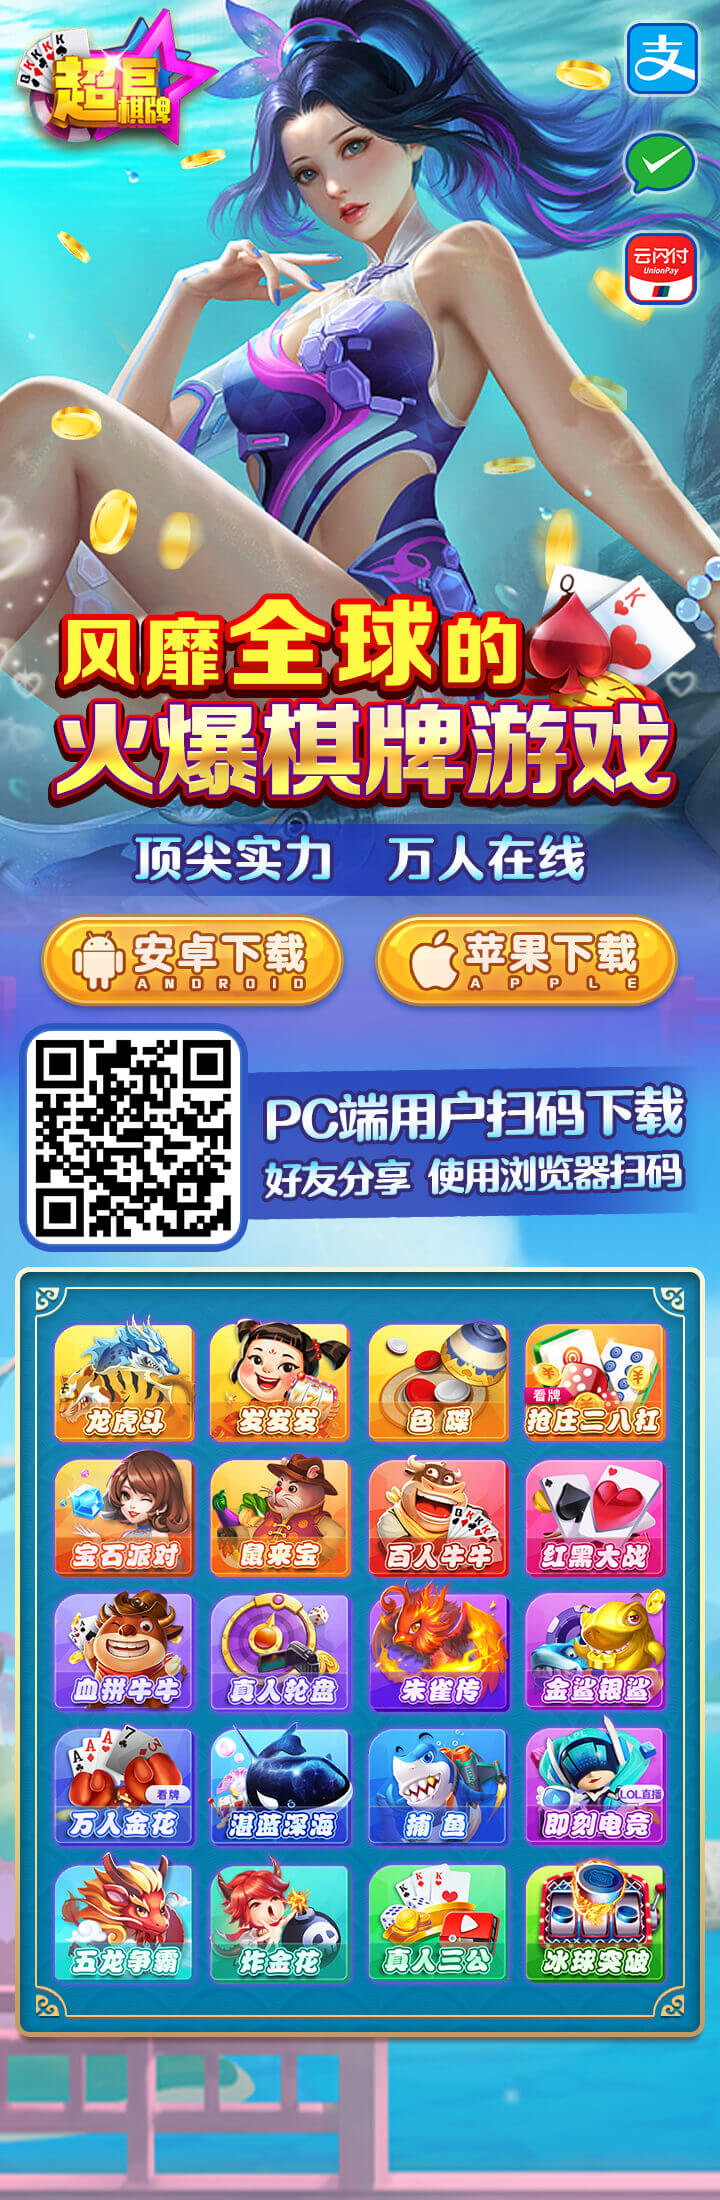 超巨
棋牌
支
云闪付
UnionPay
风靡全球的
火爆棋牌游戏
顶尖实力 万人在线
安卓下载
ANDROID
苹果下载
APPLE
PC端用户扫码下载
好友分享 使用浏览器扫码
龙虎斗
发发发
色碟
看牌
抢庄二八杠
宝石派对
鼠来宝
百人牛牛
红黑大战
血拼牛牛
真人轮盘
朱雀传
金鲨银鲨
看牌
万人金花
湛蓝深海
捕鱼
LOL直播
即刻电竞
五龙争霸
炸金花
真人三公
冰球突破